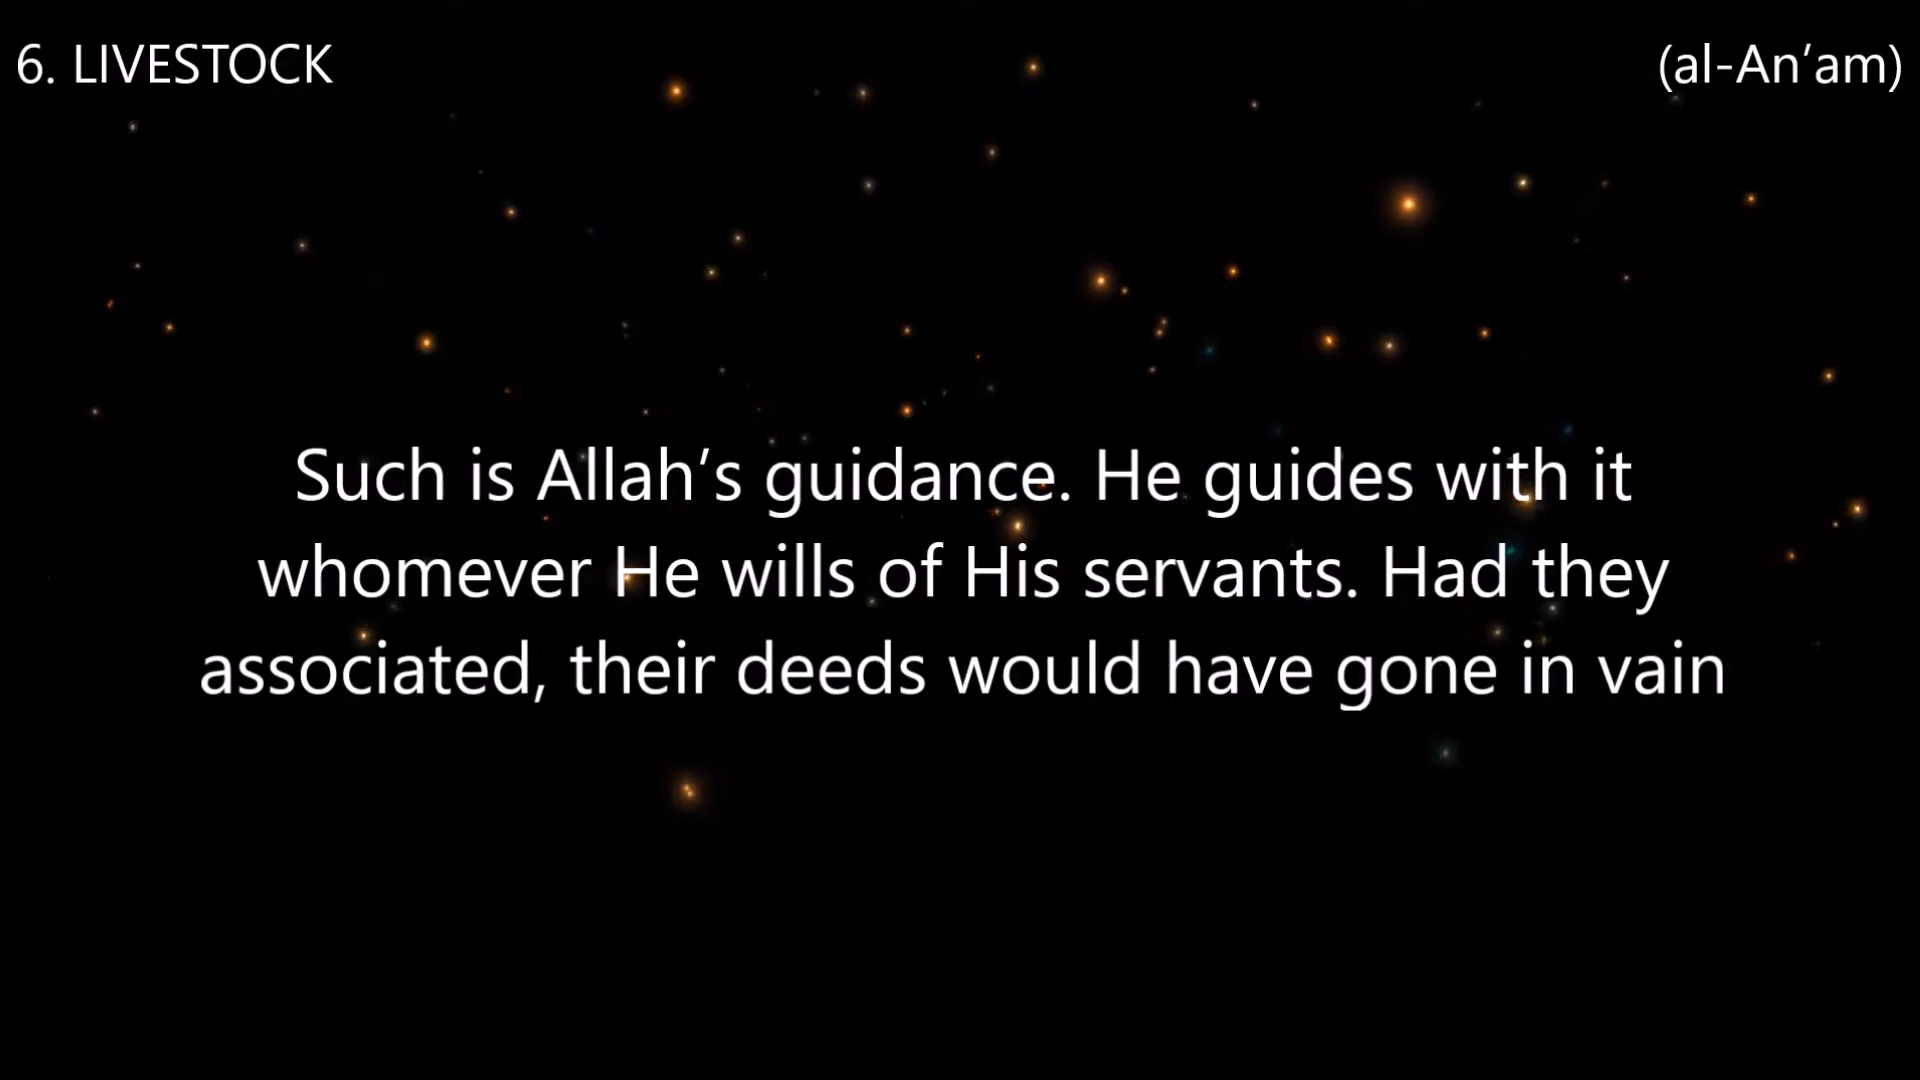 6. LIVESTOCK
(al-An’am)
Such is Allah’s guidance. He guides with it
whomever He wills of His servants. Had they
associated, their deeds would have gone in vain